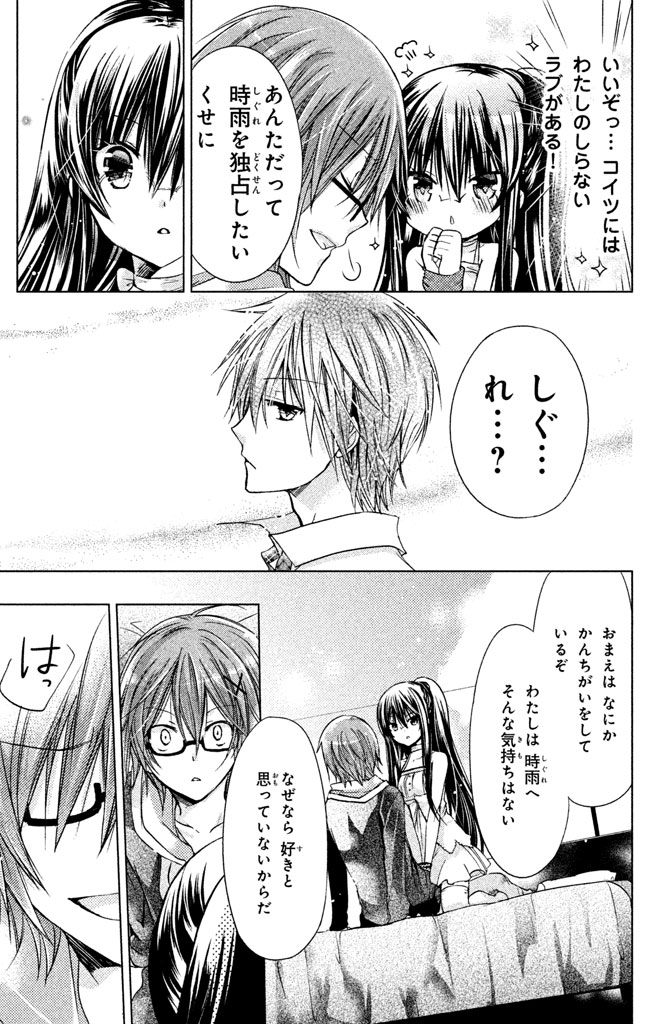 いいぞっ… コイツには
わたしのしらない
ラブがある!
あんただって
時雨を独占したい
くせに
しぐ…
れ…?
おまえは なにか
かんちがいをして
いるぞ
わたしは 時雨へ
そんな気持ちはない
なぜなら 好きと
思っていないからだ
はっ